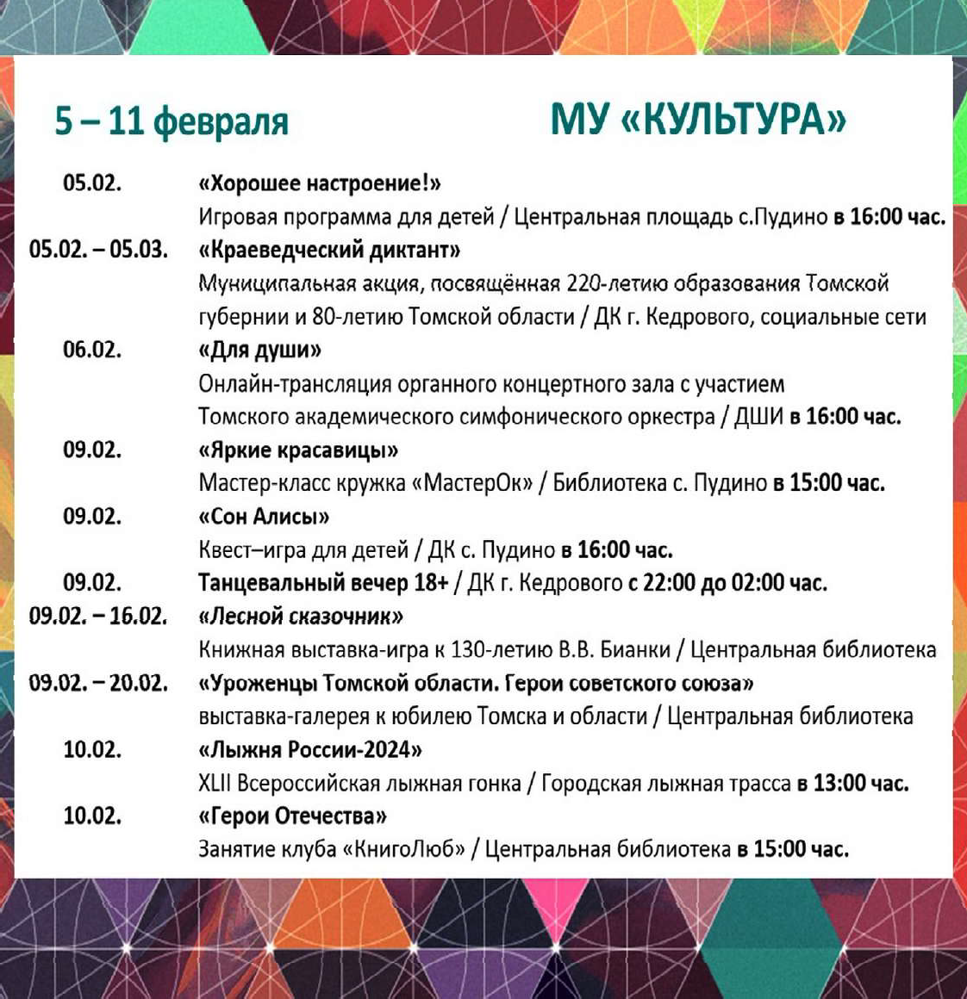 5 – 11 февраля МУ «КУЛЬТУРА»
05.02. «Хорошее настроение!»
Игровая программа для детей / Центральная площадь с.Пудино в 16:00 час.
05.02. – 05.03. «Краеведческий диктант»
Муниципальная акция, посвящённая 220-летию образования Томской
губернии и 80-летию Томской области / ДК г. Кедрового, социальные сети
06.02. «Для души»
Онлайн-трансляция органного концертного зала с участием
Томского академического симфонического оркестра / ДШИ в 16:00 час.
09.02. «Яркие красавицы»
Мастер-класс кружка «МастерОк» / Библиотека с. Пудино в 15:00 час.
09.02. «Сон Алисы»
Квест–игра для детей / ДК с. Пудино в 16:00 час.
09.02. Танцевальный вечер 18+ / ДК г. Кедрового с 22:00 до 02:00 час.
09.02. – 16.02. «Лесной сказочник»
Книжная выставка-игра к 130-летию В.В. Бианки / Центральная библиотека
09.02. – 20.02. «Уроженцы Томской области. Герои советского союза»
выставка-галерея к юбилею Томска и области / Центральная библиотека
10.02. «Лыжня России-2024»
XLII Всероссийская лыжная гонка / Городская лыжная трасса в 13:00 час.
10.02. «Герои Отечества»
Занятие клуба «КнигоЛюб» / Центральная библиотека в 15:00 час.